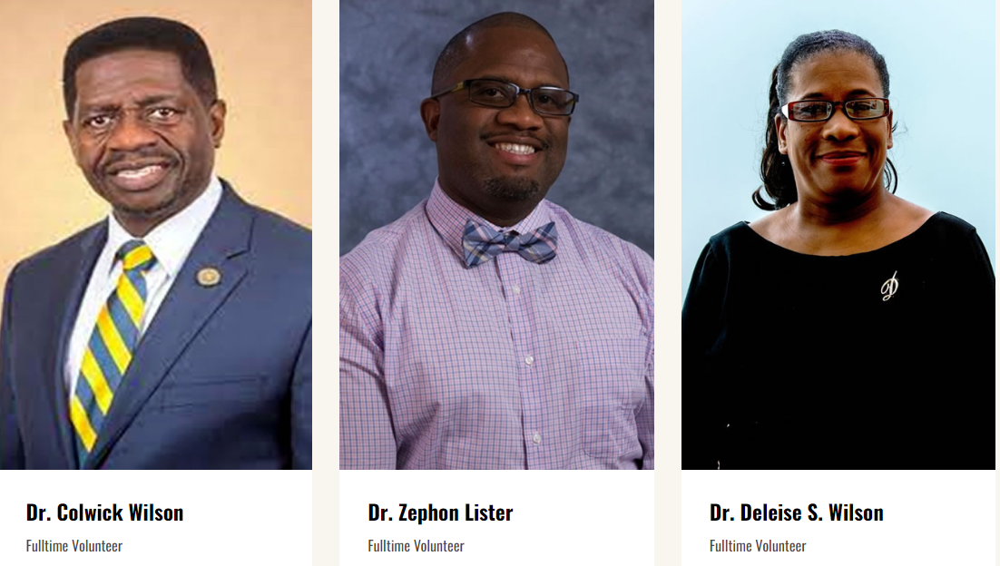 Dr. Colwick Wilson
Fulltime Volunteer
Dr. Zephon Lister
Fulltime Volunteer
Dr. Deleise S. Wilson
Fulltime Volunteer